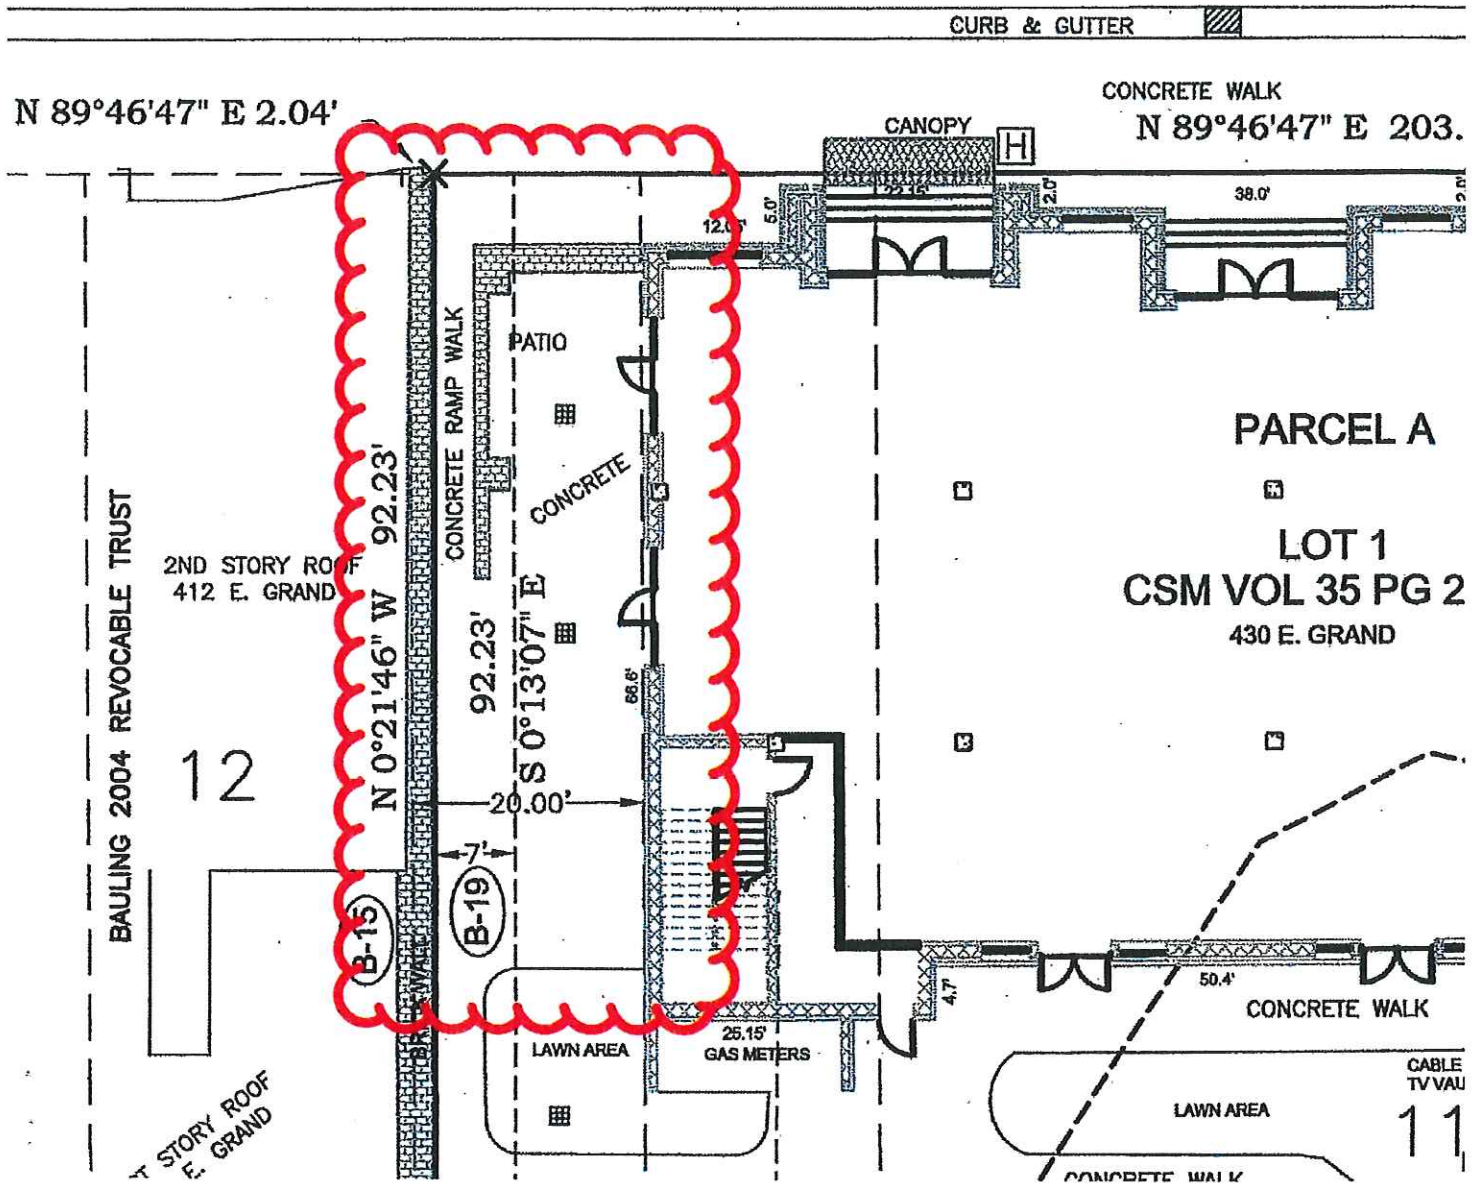 CURB & GUTTER
CONCRETE WALK
N 89°46'47" E 2.04'
N 89°46'47" E 203.
CANOPY
H
22.15'
2.0'
38.0'
5.0'
12.05'
PATIO
CONCRETE RAMP WALK
CONCRETE
PARCEL A
LOT 1
CSM VOL 35 PG 2
430 E. GRAND
2ND STORY ROOF
412 E. GRAND
BAULING 2004 REVOCABLE TRUST
N 0°21'46" W 92.23'
92.23'
S 0°13'07" E
66.6'
12
20.00'
7'
B-15
B-19
4.7'
50.4'
CONCRETE WALK
25.15'
GAS METERS
LAWN AREA
CABLE
TV VAU
LAWN AREA
11
STORY ROOF
E. GRAND
CONCRETE WALK